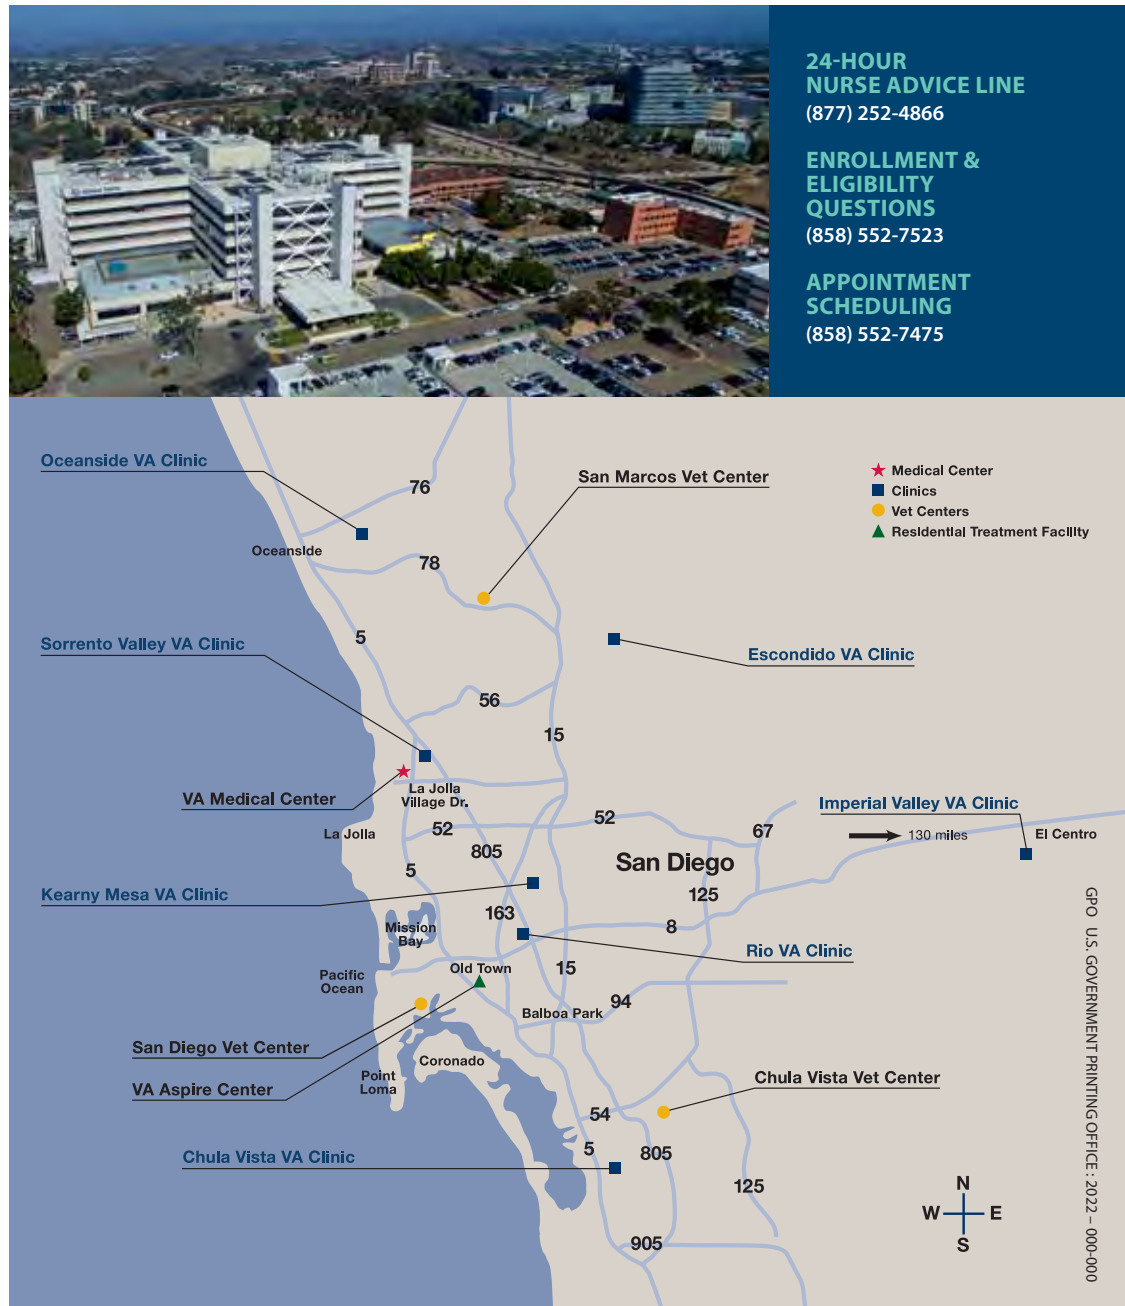 24-HOUR
NURSE ADVICE LINE
(877) 252-4866
ENROLLMENT &
ELIGIBILITY
QUESTIONS
(858) 552-7523
APPOINTMENT
SCHEDULING
(858) 552-7475
Oceanside VA Clinic
San Marcos Vet Center
Medical Center
Clinics
Vet Centers
Residential Treatment Facility
76
Oceanside
78
5
Sorrento Valley VA Clinic
Escondido VA Clinic
56
15
VA Medical Center
La Jolla
Village Dr.
La Jolla
52
805
52
67
Imperial Valley VA Clinic
130 miles
El Centro
San Diego
5
Kearny Mesa VA Clinic
125
163
8
Mission
Bay
Rio VA Clinic
Pacific
Ocean
Old Town
15
94
Balboa Park
San Diego Vet Center
Coronado
Point
Loma
VA Aspire Center
Chula Vista Vet Center
54
5
805
Chula Vista VA Clinic
125
905
N
W
E
S
GPO U.S. GOVERNMENT PRINTING OFFICE: 2022 – 000-000